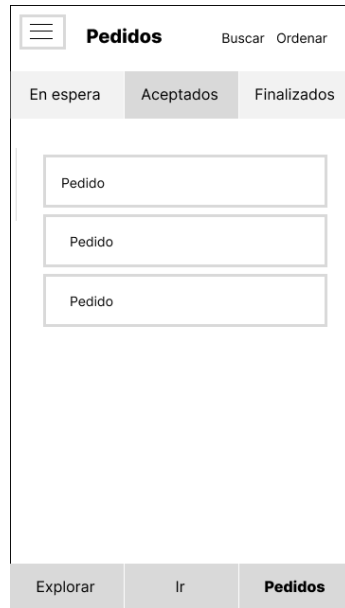 Pedidos Buscar Ordenar
En espera Aceptados Finalizados
Pedido
Pedido
Pedido
Explorar Ir Pedidos